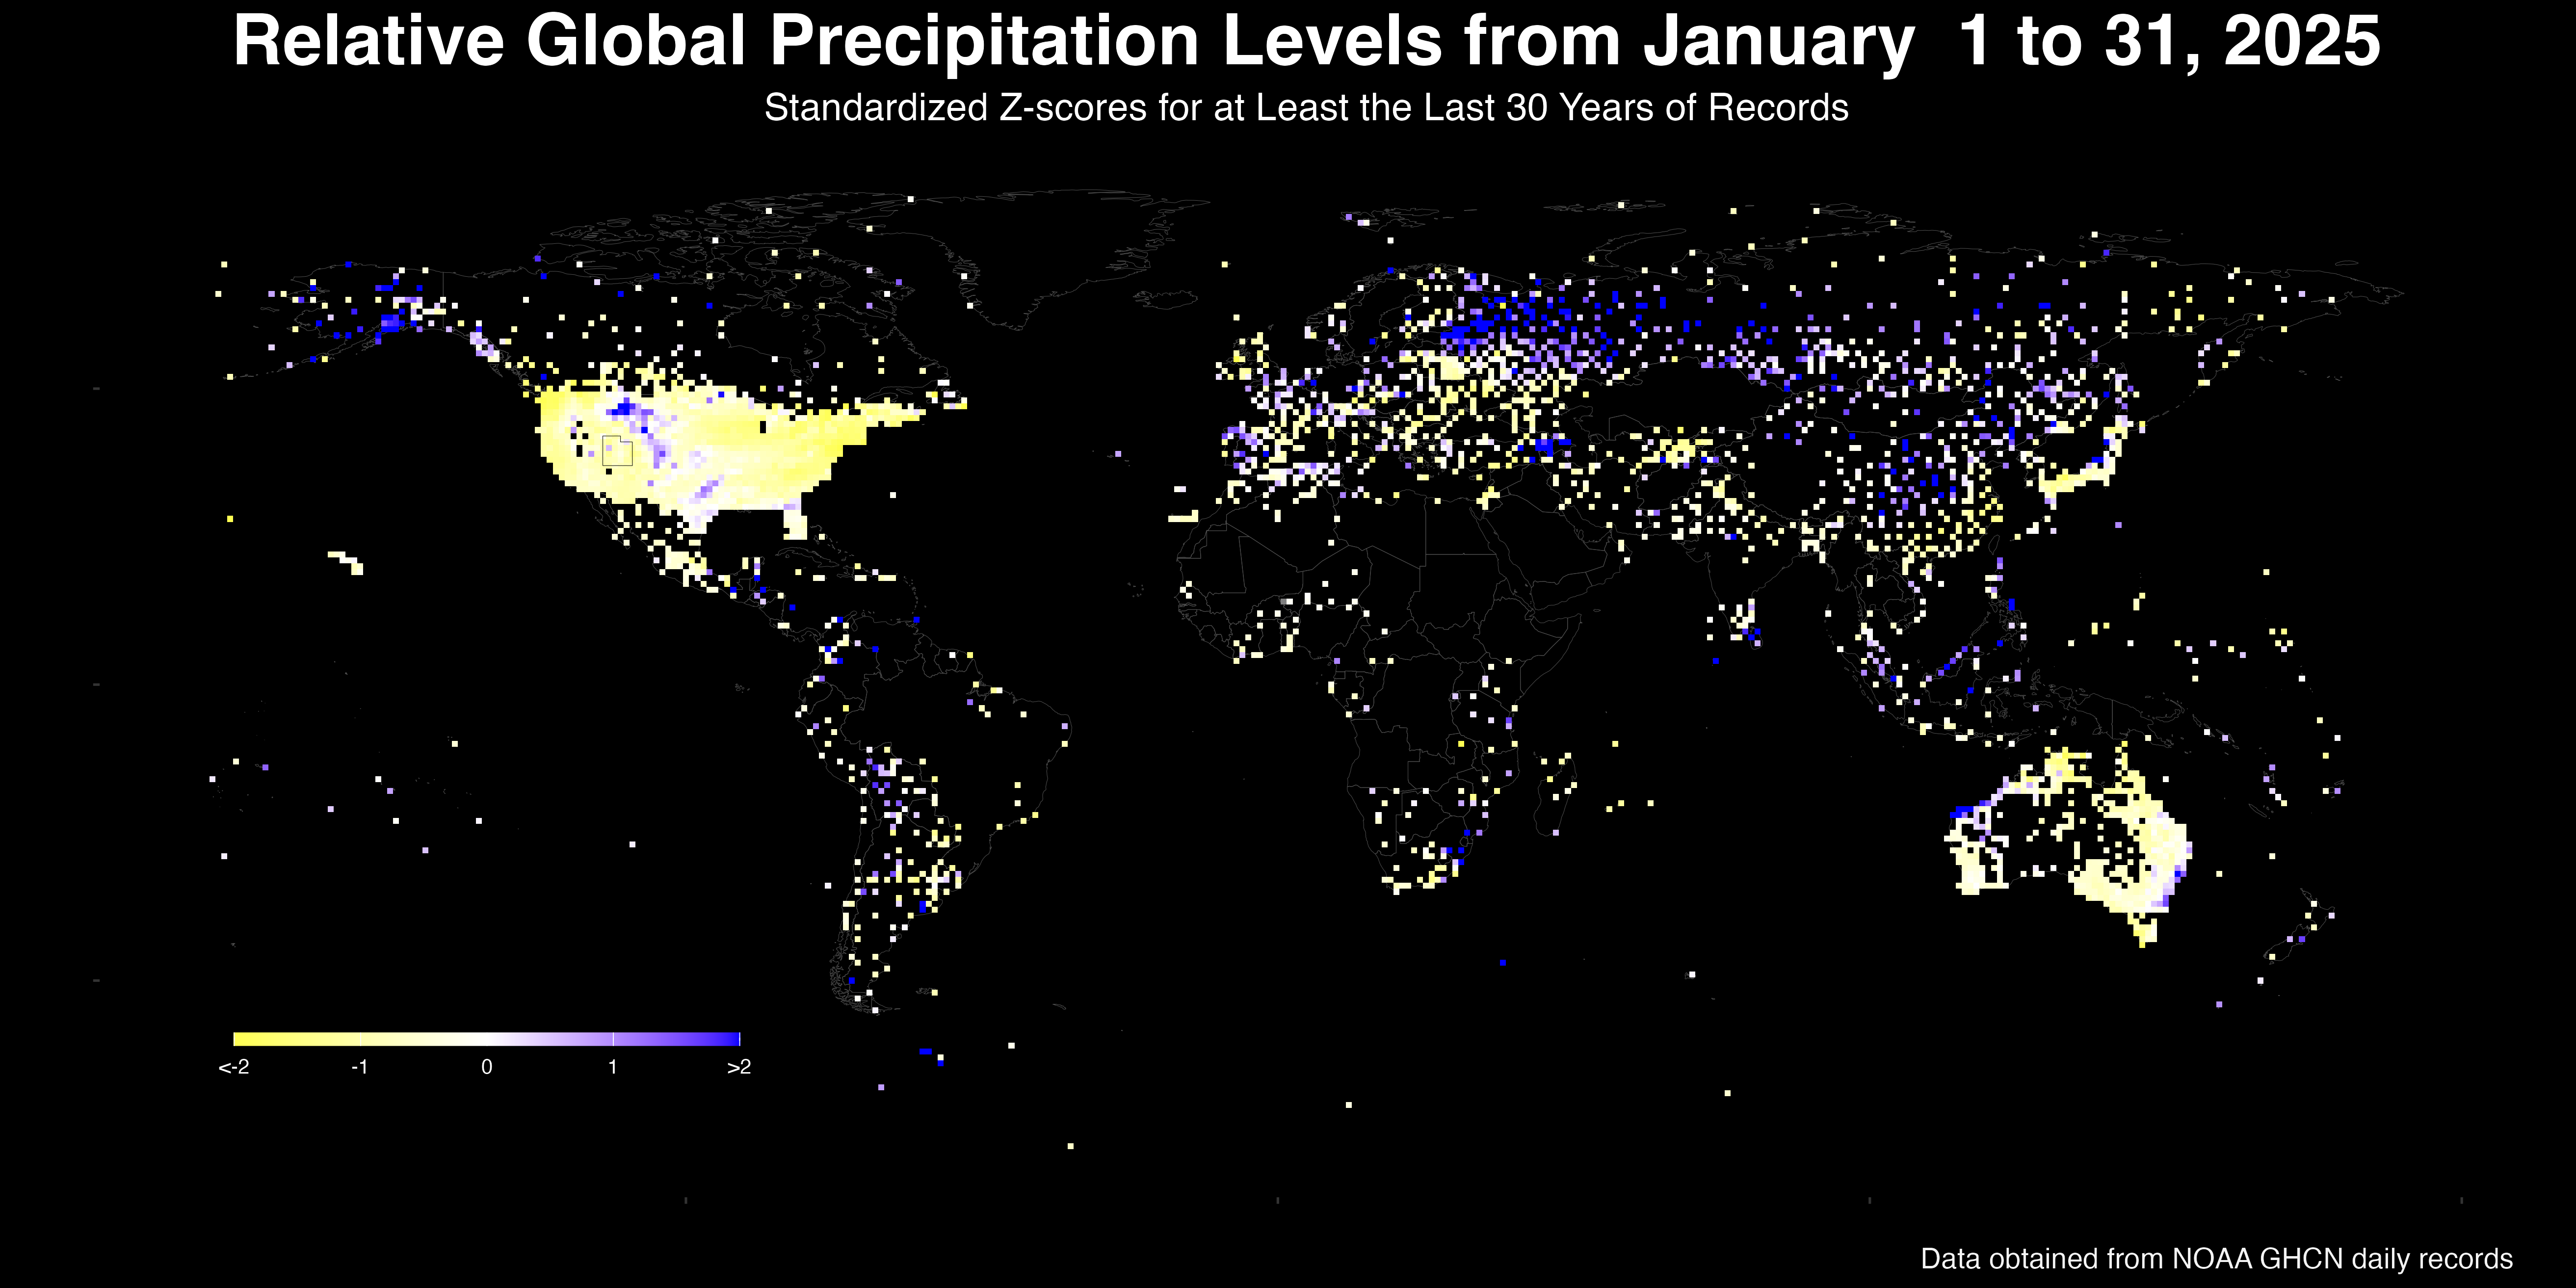 Relative Global Precipitation Levels from January  1 to 31, 2025
Standardized Z-scores for at Least the Last 30 Years of Records
<-2 -1 0 1 >2
Data obtained from NOAA GHCN daily records